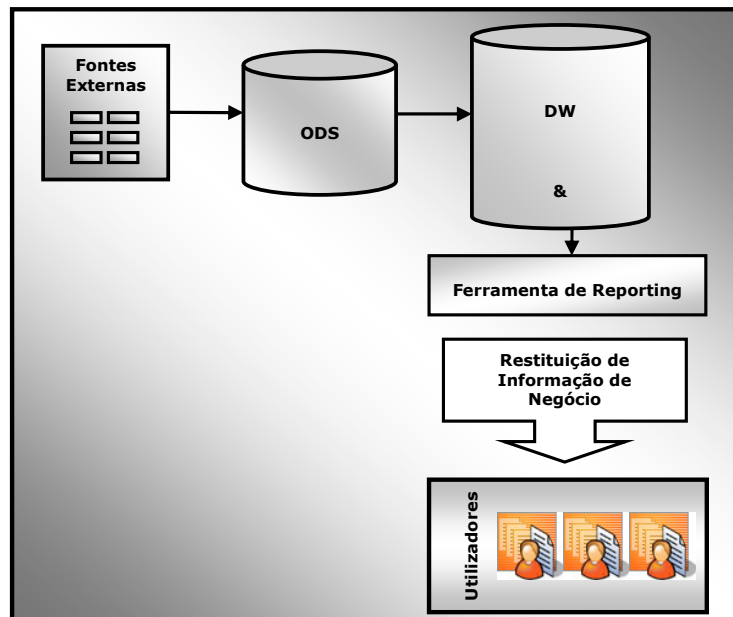 Fontes
Externas
ODS
DW
&
Ferramenta de Reporting
Restituição de
Informação de
Negócio
Utilizadores